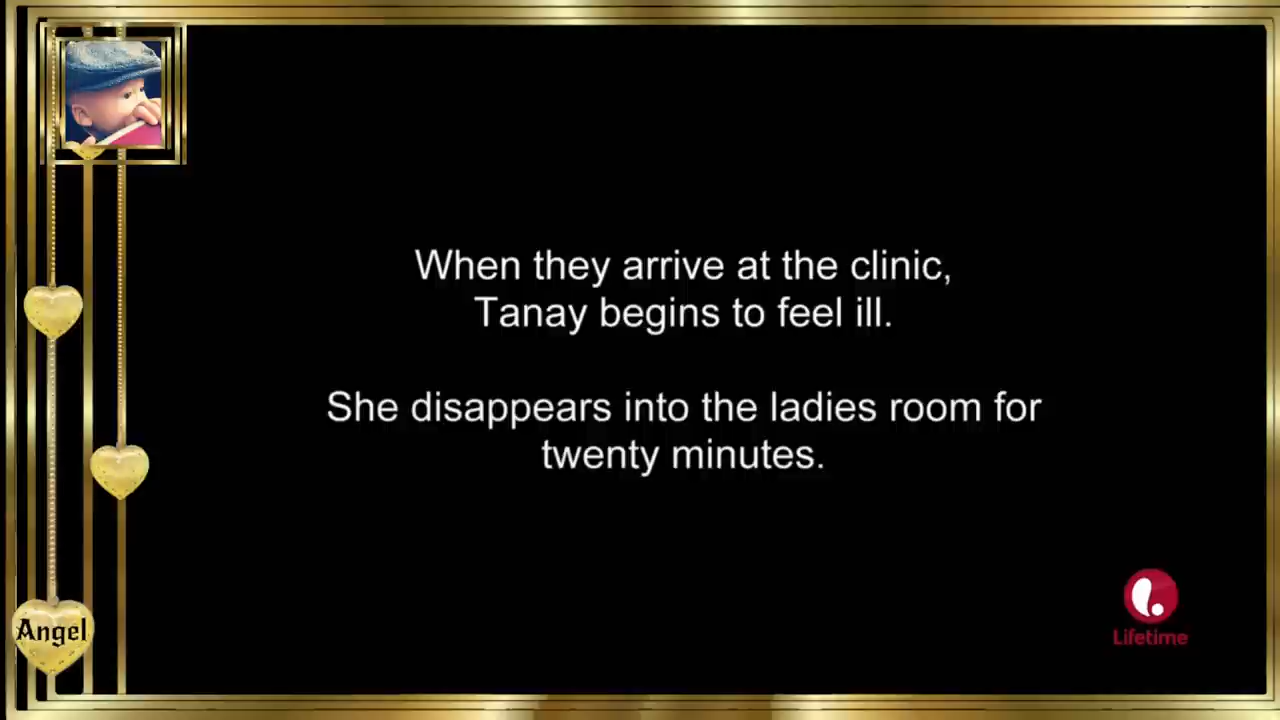 When they arrive at the clinic,
Tanay begins to feel ill.
She disappears into the ladies room for
twenty minutes.
Angel
Lifetime